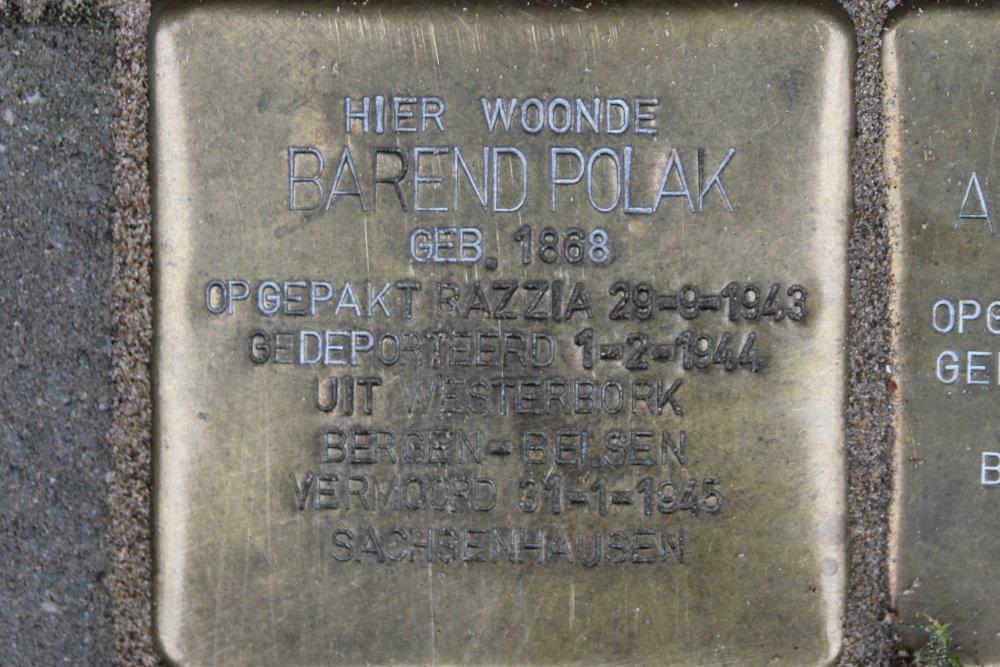 HIER WOONDE
BAREND POLAK
GEB. 1868
OPGEPAKT RAZZIA 29-9-1943
GEDEPORTEERD 1-2-1944
UIT WESTERBORK
BERGEN-BELSEN
VERMOORD 31-1-1945
SACHSENHAUSEN